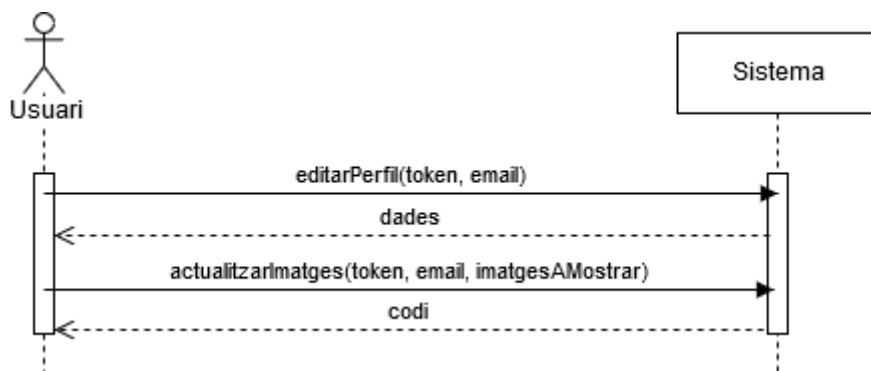 Usuari
Sistema
editarPerfil(token, email)
dades
actualitzarImatges(token, email, imatgesAMostrar)
codi